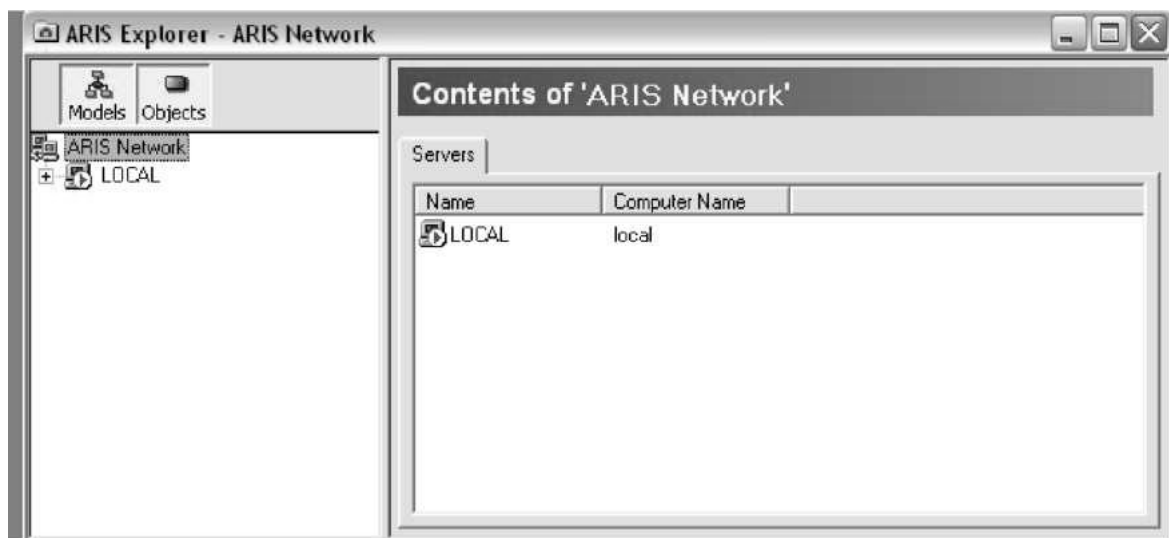 ARIS Explorer - ARIS Network
Models Objects
ARIS Network
LOCAL
Contents of 'ARIS Network'
Servers
Name Computer Name
LOCAL local